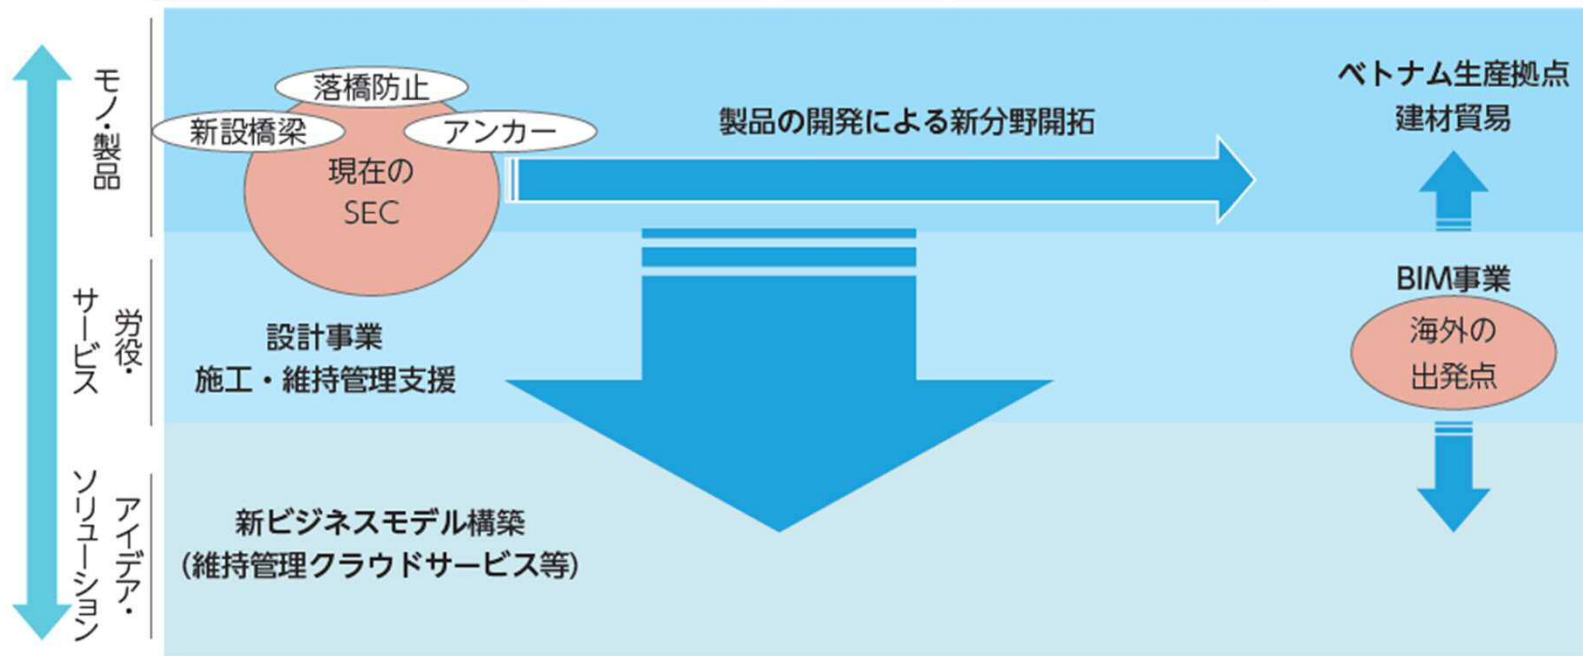 モノ・製品
落橋防止
新設橋梁
アンカー
現在の
SEC
製品の開発による新分野開拓
ベトナム生産拠点
建材貿易
労役・
サービス
設計事業
施工・維持管理支援
BIM事業
海外の
出発点
アイデア・
ソリューション
新ビジネスモデル構築
(維持管理クラウドサービス等)